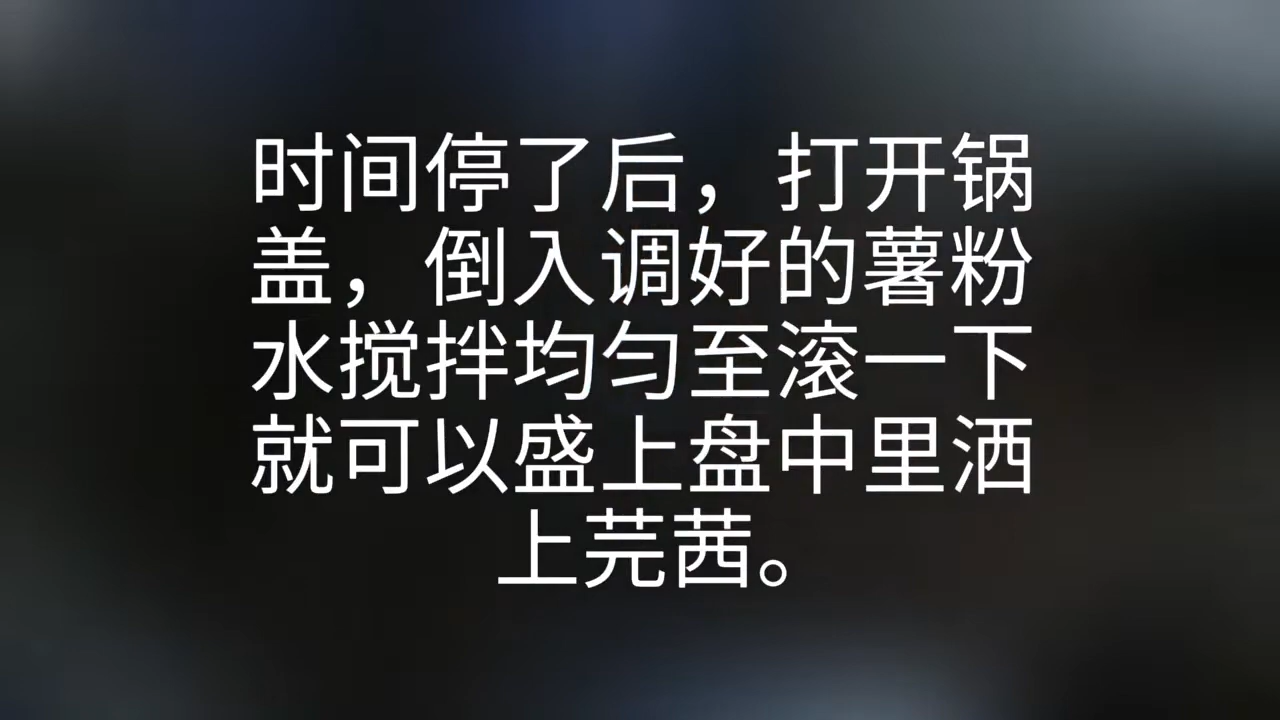 时间停了后，打开锅
盖，倒入调好的薯粉
水搅拌均匀至滚一下
就可以盛上盘中里洒
上芫茜。